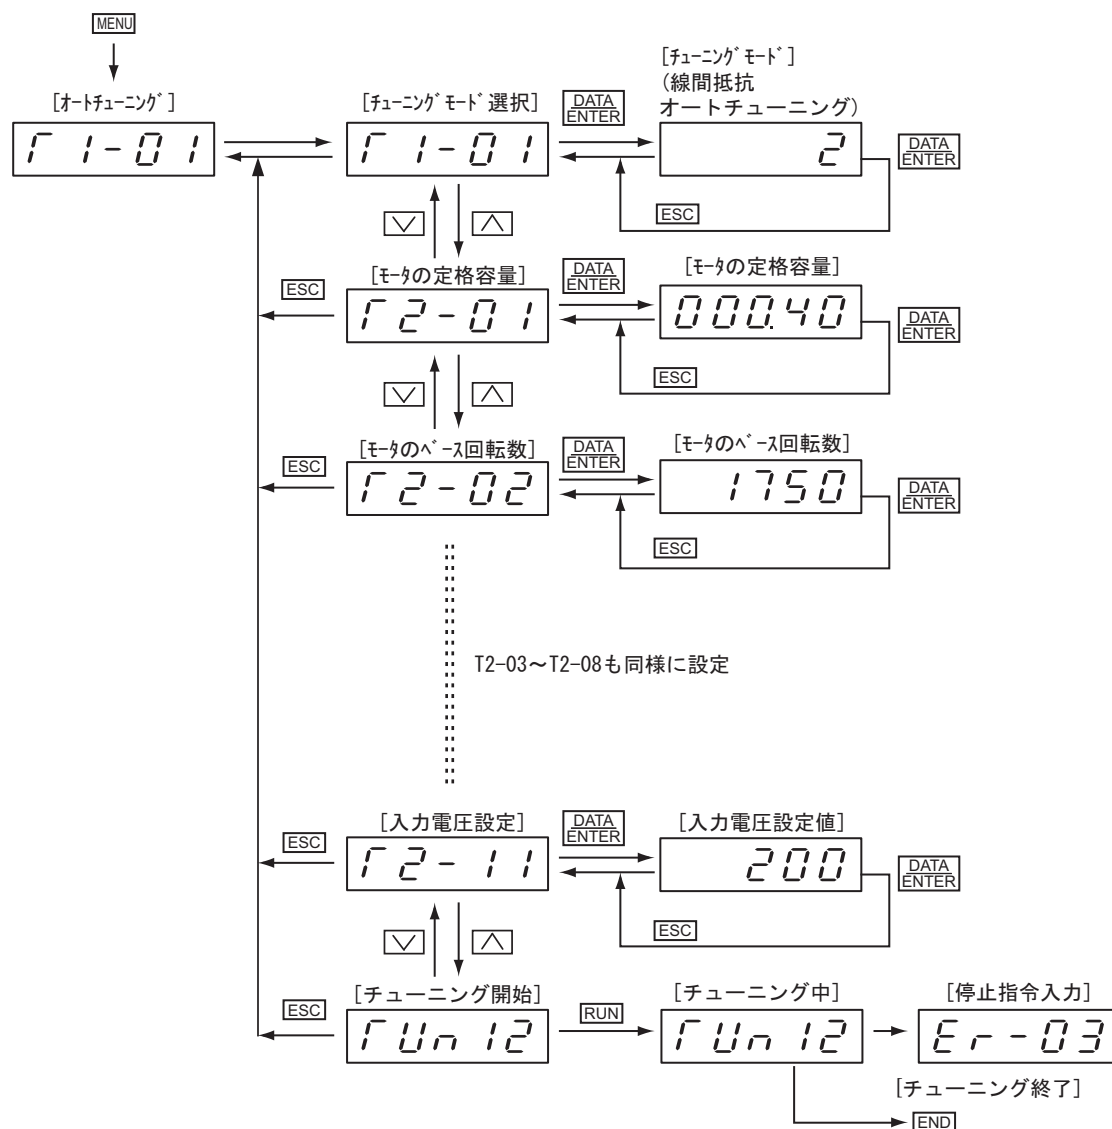 MENU
[オートチューニング]
T1-01
[チューニングモード選択]
T1-01
DATA
ENTER
[チューニングモード]
(線間抵抗
オートチューニング)
2
DATA
ENTER
ESC
[モータの定格容量]
T2-01
ESC
DATA
ENTER
[モータの定格容量]
000.40
DATA
ENTER
ESC
[モータのベース回転数]
T2-02
ESC
DATA
ENTER
[モータのベース回転数]
1750
DATA
ENTER
ESC
T2-03～T2-08も同様に設定
[入力電圧設定]
T2-11
ESC
DATA
ENTER
[入力電圧設定値]
200
DATA
ENTER
ESC
[チューニング開始]
TUn12
ESC
RUN
[チューニング中]
TUn12
[停止指令入力]
Er-03
[チューニング終了]
END